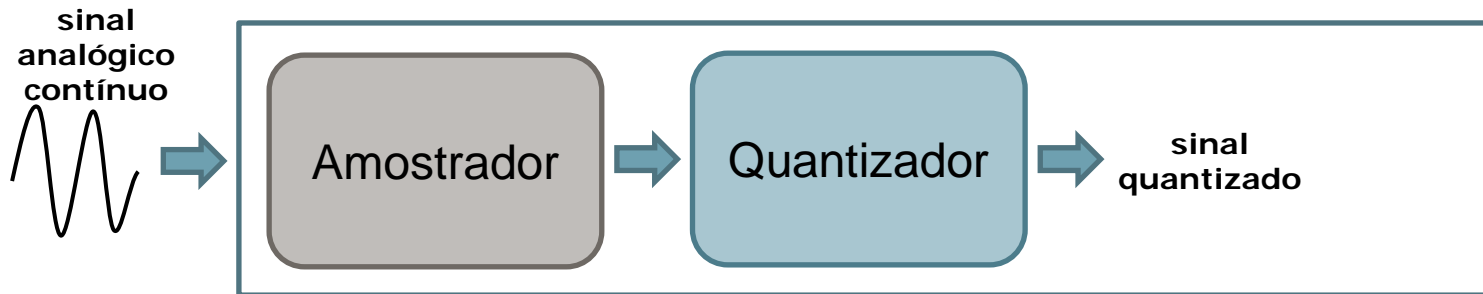 sinal
analógico
contínuo
Amostrador
Quantizador
sinal
quantizado